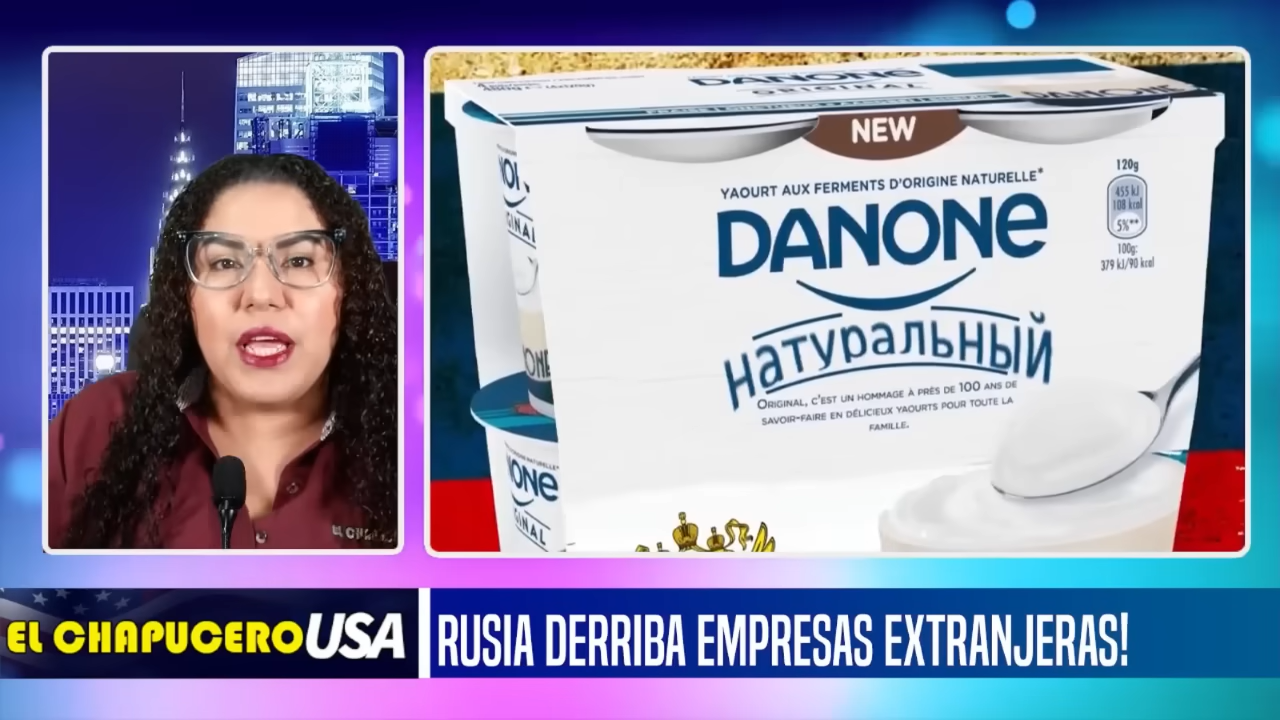 DANONE
ORIGINAL
NEW
120g
YAOURT AUX FERMENTS D'ORIGINE NATURELLE*
455 kJ
108 kcal
5%**
DANONE
100g:
379 kJ/90 kcal
натуральный
ORIGINAL, C'EST UN HOMMAGE À PRÈS DE 100 ANS DE
SAVOIR-FAIRE EN DÉLICIEUX YAOURTS POUR TOUTE LA
FAMILLE.
NONE
GINAL
EL CHAPUCERO USA
RUSIA DERRIBA EMPRESAS EXTRANJERAS!